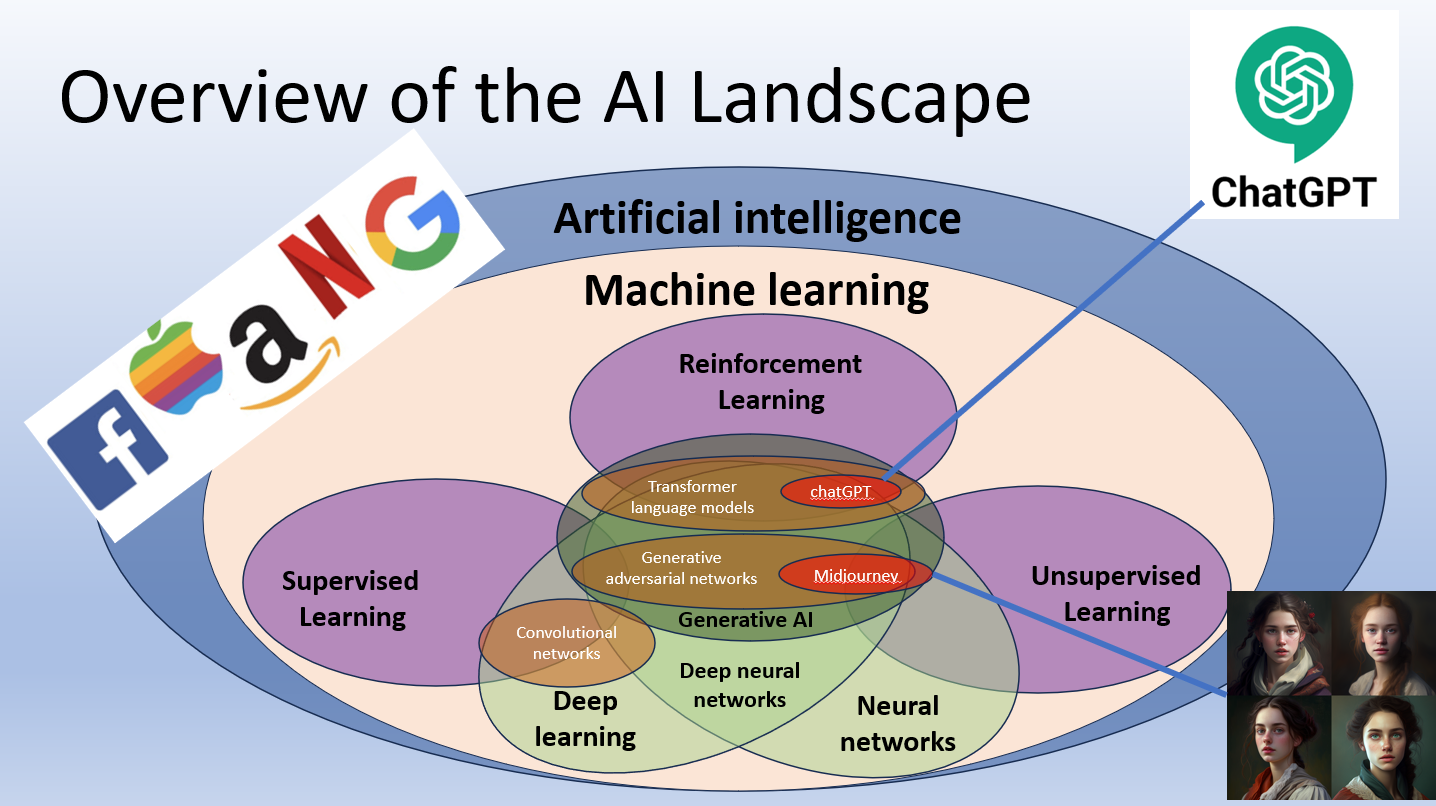 Overview of the AI Landscape
ChatGPT
f a N G
Artificial intelligence
Machine learning
Reinforcement
Learning
Transformer
language models
chatGPT
Generative
adversarial networks
Midjourney
Supervised
Learning
Unsupervised
Learning
Generative AI
Convolutional
networks
Deep neural
networks
Deep
learning
Neural
networks